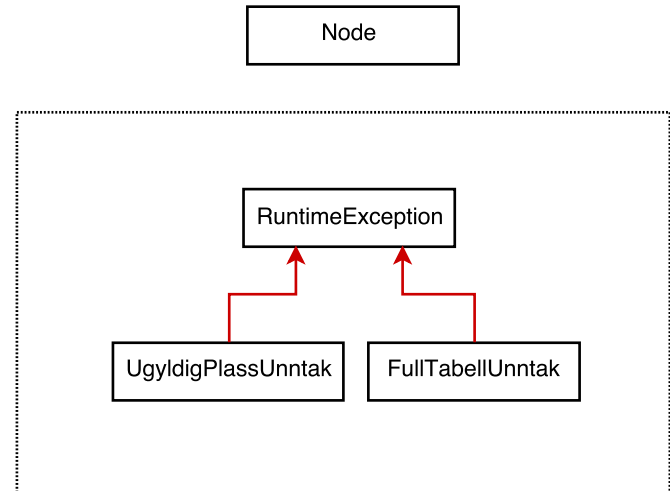 Node
RuntimeException
UgyldigPlassUnntak
FullTabellUnntak